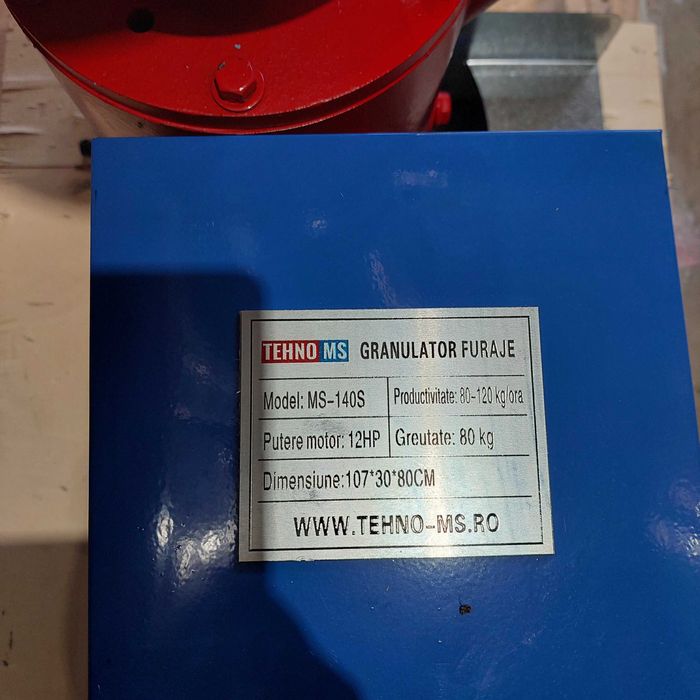 TEHNO MS GRANULATOR FURAJE
Model: MS-140S Productivitate: 80-120 kg/ora
Putere motor: 12HP Greutate: 80 kg
Dimensiune:107*30*80CM
WWW.TEHNO-MS.RO